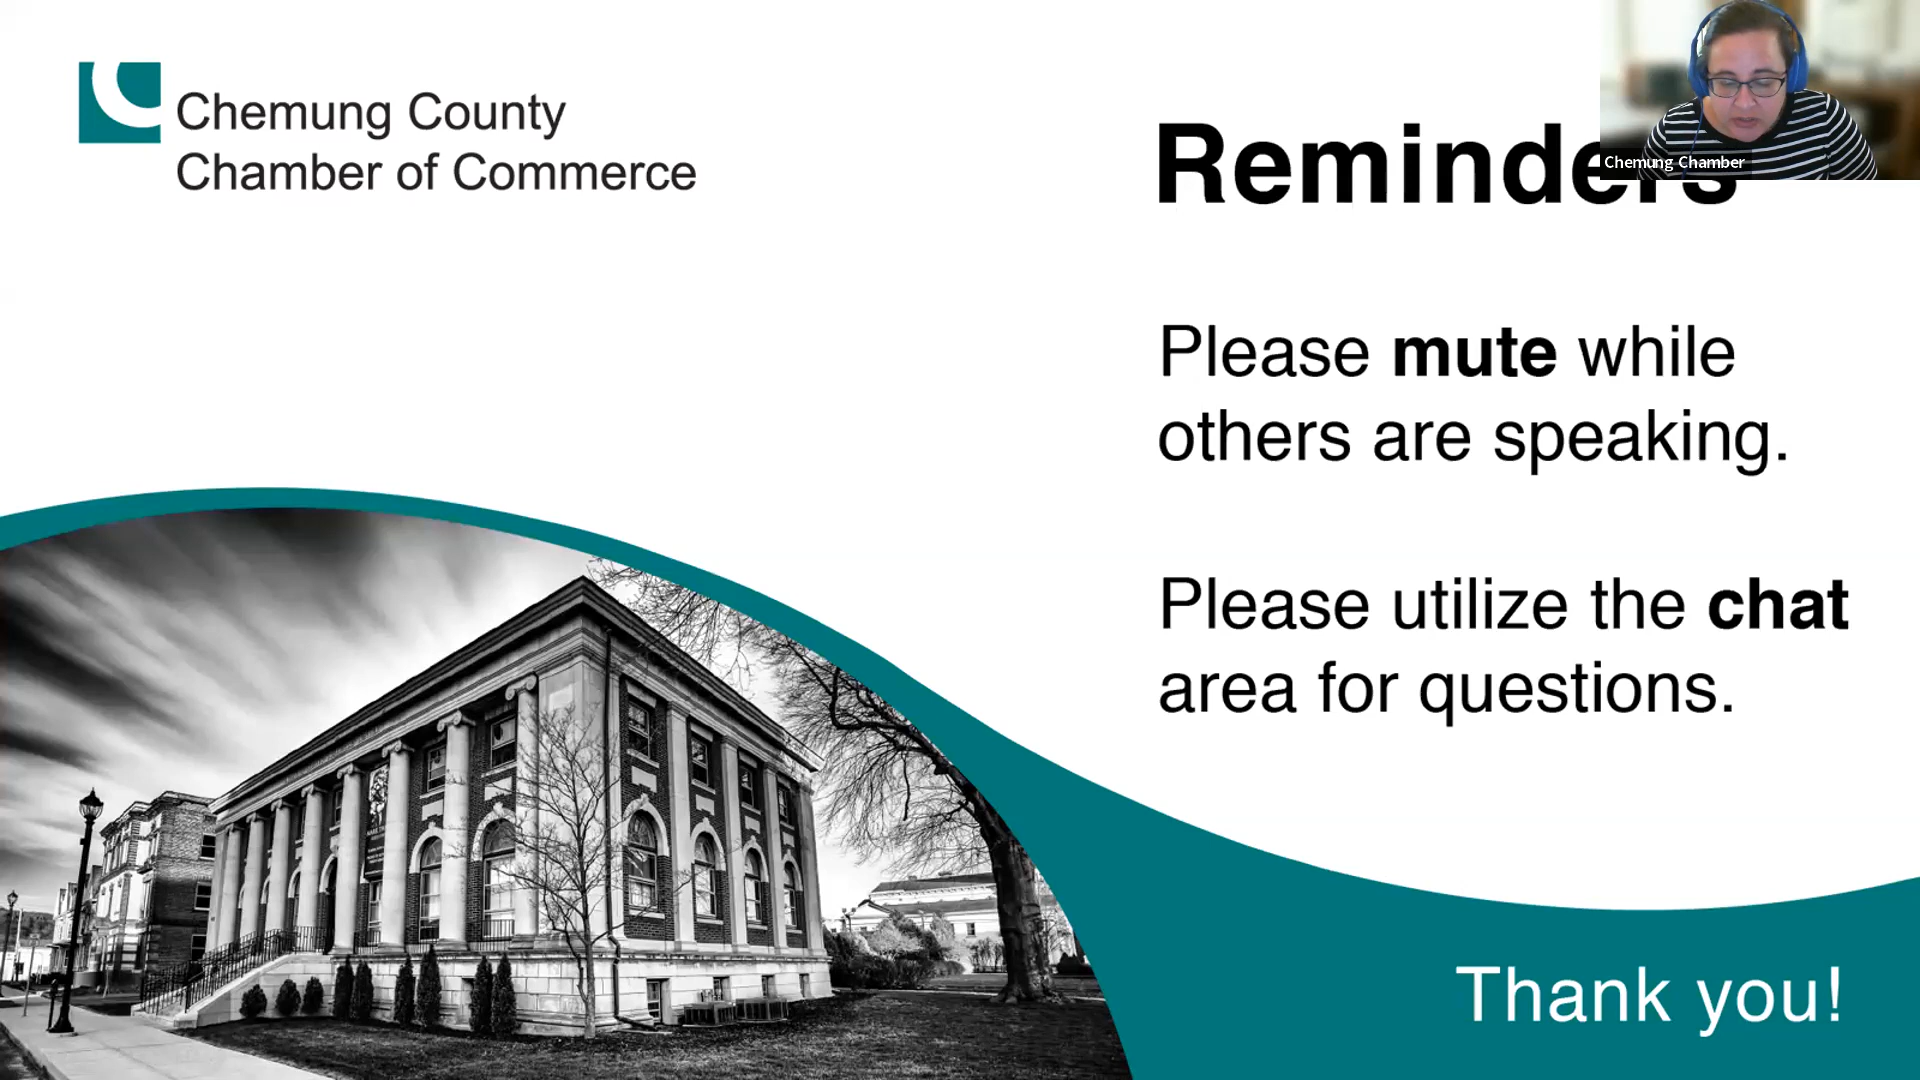 Chemung County
Chamber of Commerce
Reminders
Chemung Chamber
Please mute while
others are speaking.
Please utilize the chat
area for questions.
Thank you!